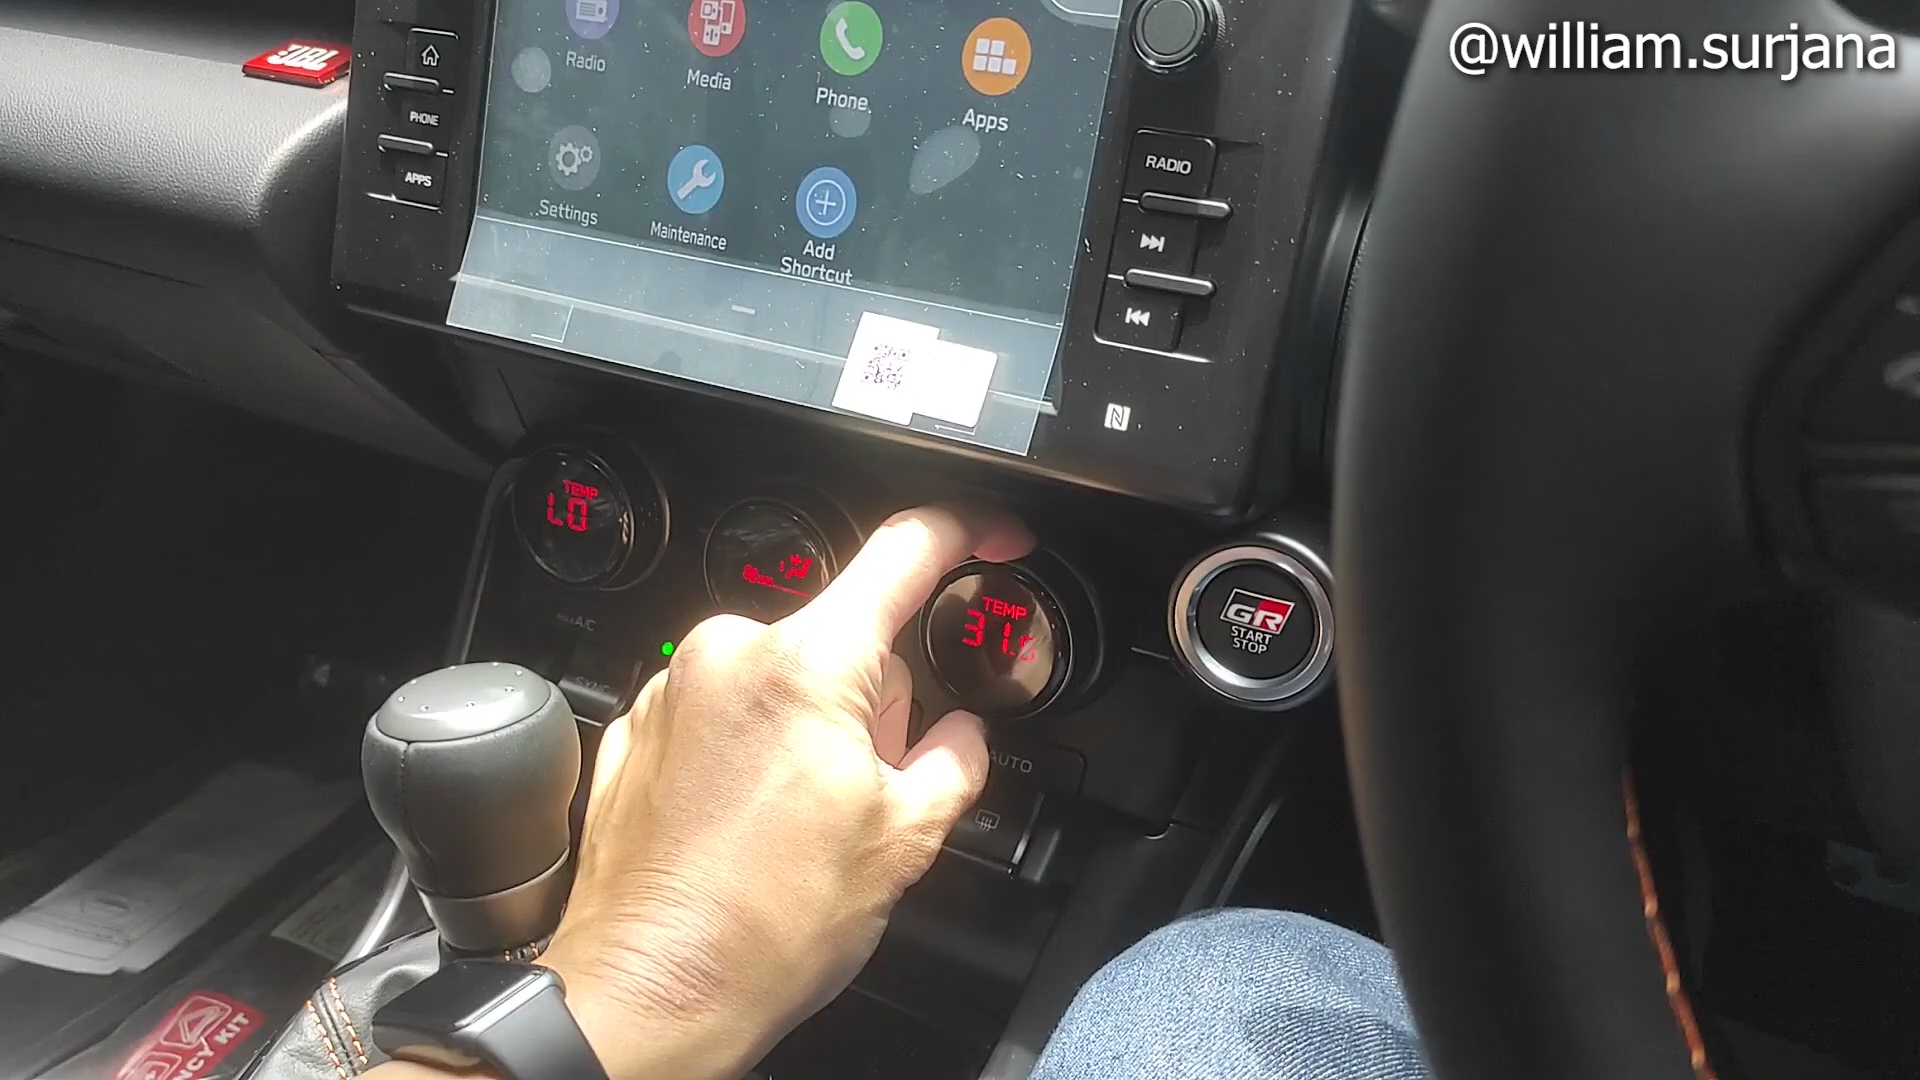 @william.surjana
JBL
PHONE
APPS
Radio
Media
Phone
Apps
Settings
Maintenance
Add
Shortcut
RADIO
TEMP
LO
TEMP
GR
START
STOP
A/C
SYNC
AUTO